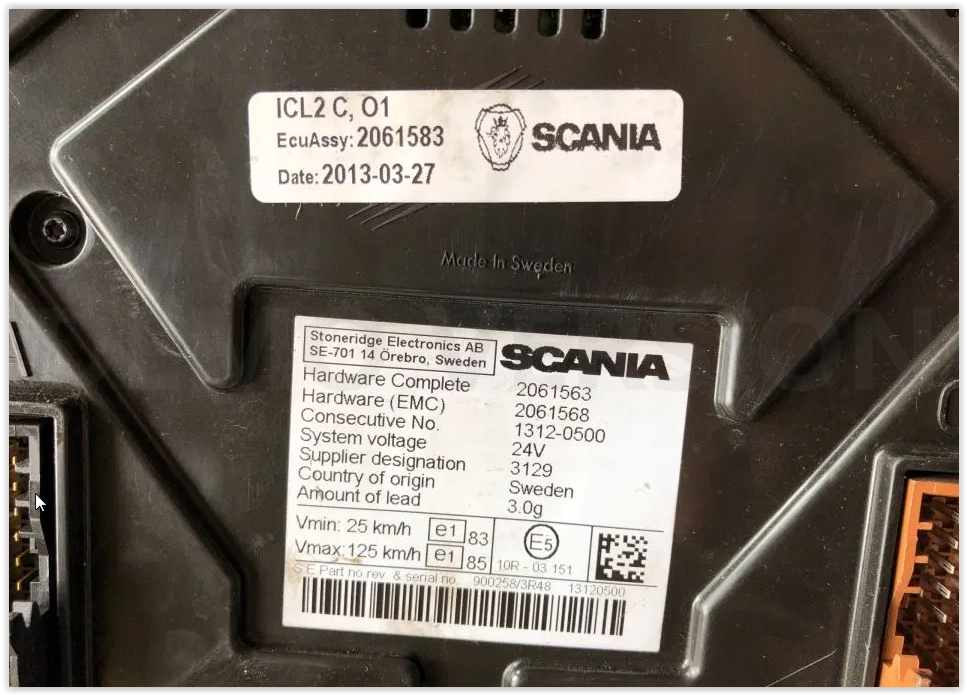 ICL2 C, O1
EcuAssy: 2061583
Date: 2013-03-27
SCANIA
Made In Sweden
Stoneridge Electronics AB
SE-701 14 Örebro, Sweden
SCANIA
Hardware Complete 2061563
Hardware (EMC) 2061568
Consecutive No. 1312-0500
System voltage 24V
Supplier designation 3129
Country of origin Sweden
Amount of lead 3.0g
Vmin: 25 km/h e1 83
Vmax:125 km/h e1 85
E5
10R - 03 151
S.E Part no rev. & serial no. 900258/3R48 13120500